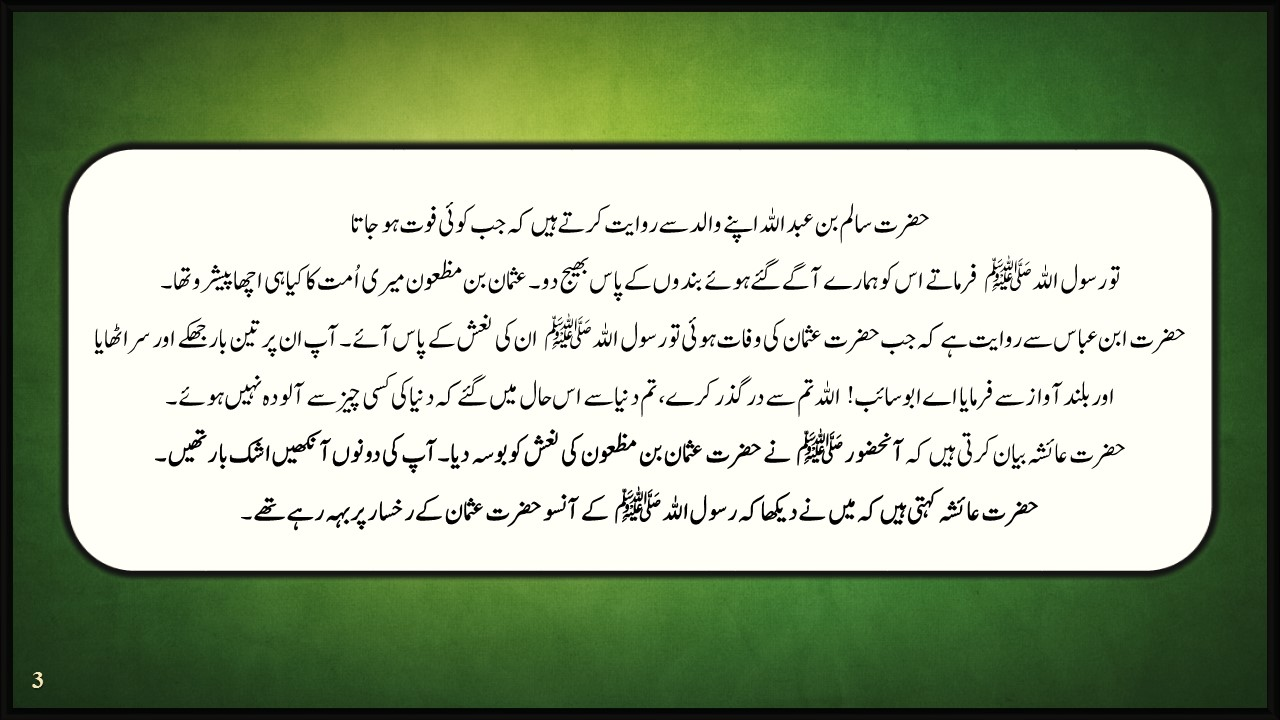 حضرت سالم بن عبد اللہ اپنے والد سے روایت کرتے ہیں کہ جب کوئی فوت ہو جاتا
تو رسول اللہ ﷺ فرماتے اس کو ہمارے آگے گئے ہوئے بندوں کے پاس بھیج دو۔ عثمان بن مظعون میری اُمت کا کیا ہی اچھا پیشرو تھا۔
حضرت ابن عباس سے روایت ہے کہ جب حضرت عثمان کی وفات ہوئی تو رسول اللہ ﷺ ان کی نعش کے پاس آئے۔ آپ ان پر تین بار جھکے اور سر اٹھایا
اور بلند آواز سے فرمایا اے ابو سائب! اللہ تم سے در گذر کرے، تم دنیا سے اس حال میں گئے کہ دنیا کی کسی چیز سے آلودہ نہیں ہوئے۔
حضرت عائشہ بیان کرتی ہیں کہ آنحضور ﷺ نے حضرت عثمان بن مظعون کی نعش کو بوسہ دیا۔ آپ کی دونوں آنکھیں اشک بار تھیں۔
حضرت عائشہ کہتی ہیں کہ میں نے دیکھا کہ رسول اللہ ﷺ کے آنسو حضرت عثمان کے رخسار پر بہہ رہے تھے۔
3